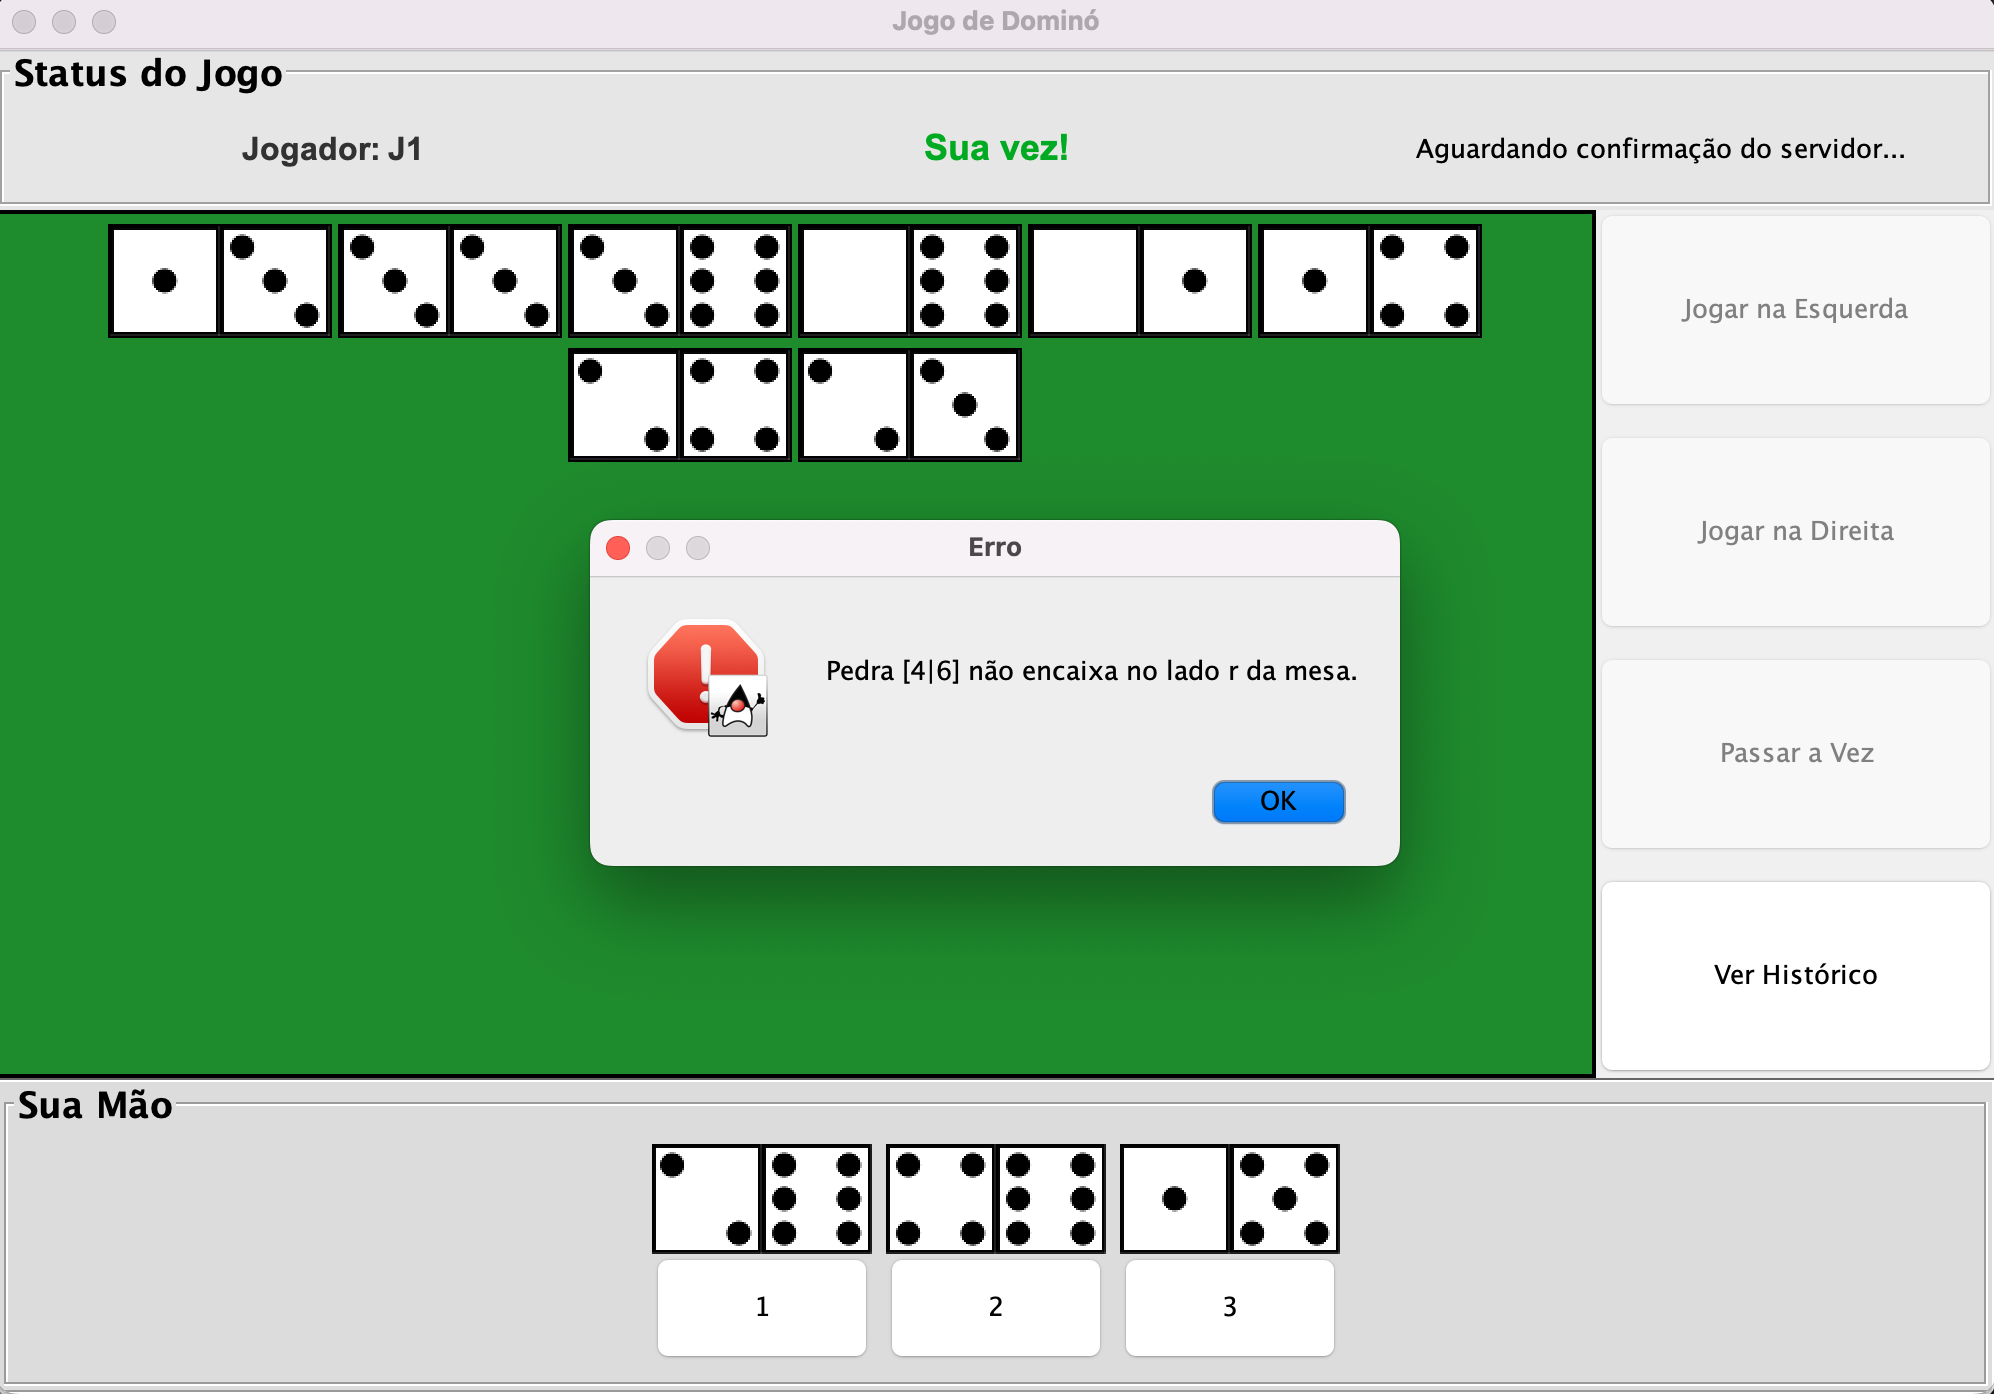 Jogo de Dominó
Status do Jogo
Jogador: J1
Sua vez!
Aguardando confirmação do servidor...
Jogar na Esquerda
Jogar na Direita
Erro
Pedra [4|6] não encaixa no lado r da mesa.
OK
Passar a Vez
Ver Histórico
Sua Mão
1
2
3